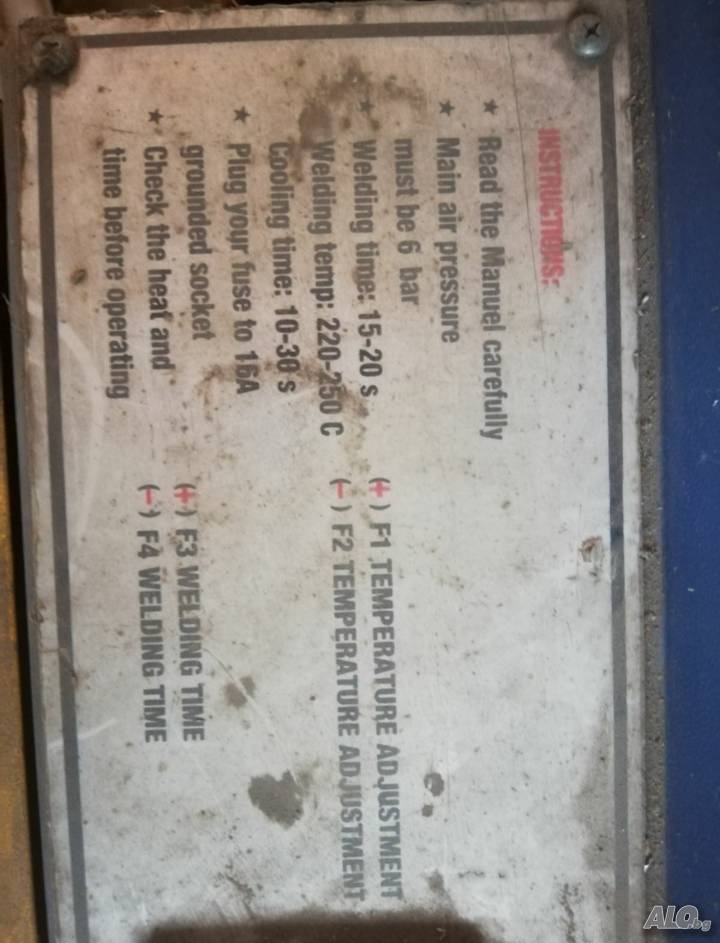 INSTRUCTIONS:
★ Read the Manuel carefully
★ Main air pressure
must be 6 bar
★ Welding time: 15-20 s
Welding temp: 220-250 C
Cooling time: 10-30 s
★ Plug your fuse to 16A
grounded socket
★ Check the heat and
time before operating
(+) F1 TEMPERATURE ADJUSTMENT
(-) F2 TEMPERATURE ADJUSTMENT
(+) F3 WELDING TIME
(-) F4 WELDING TIME
ALO.bg